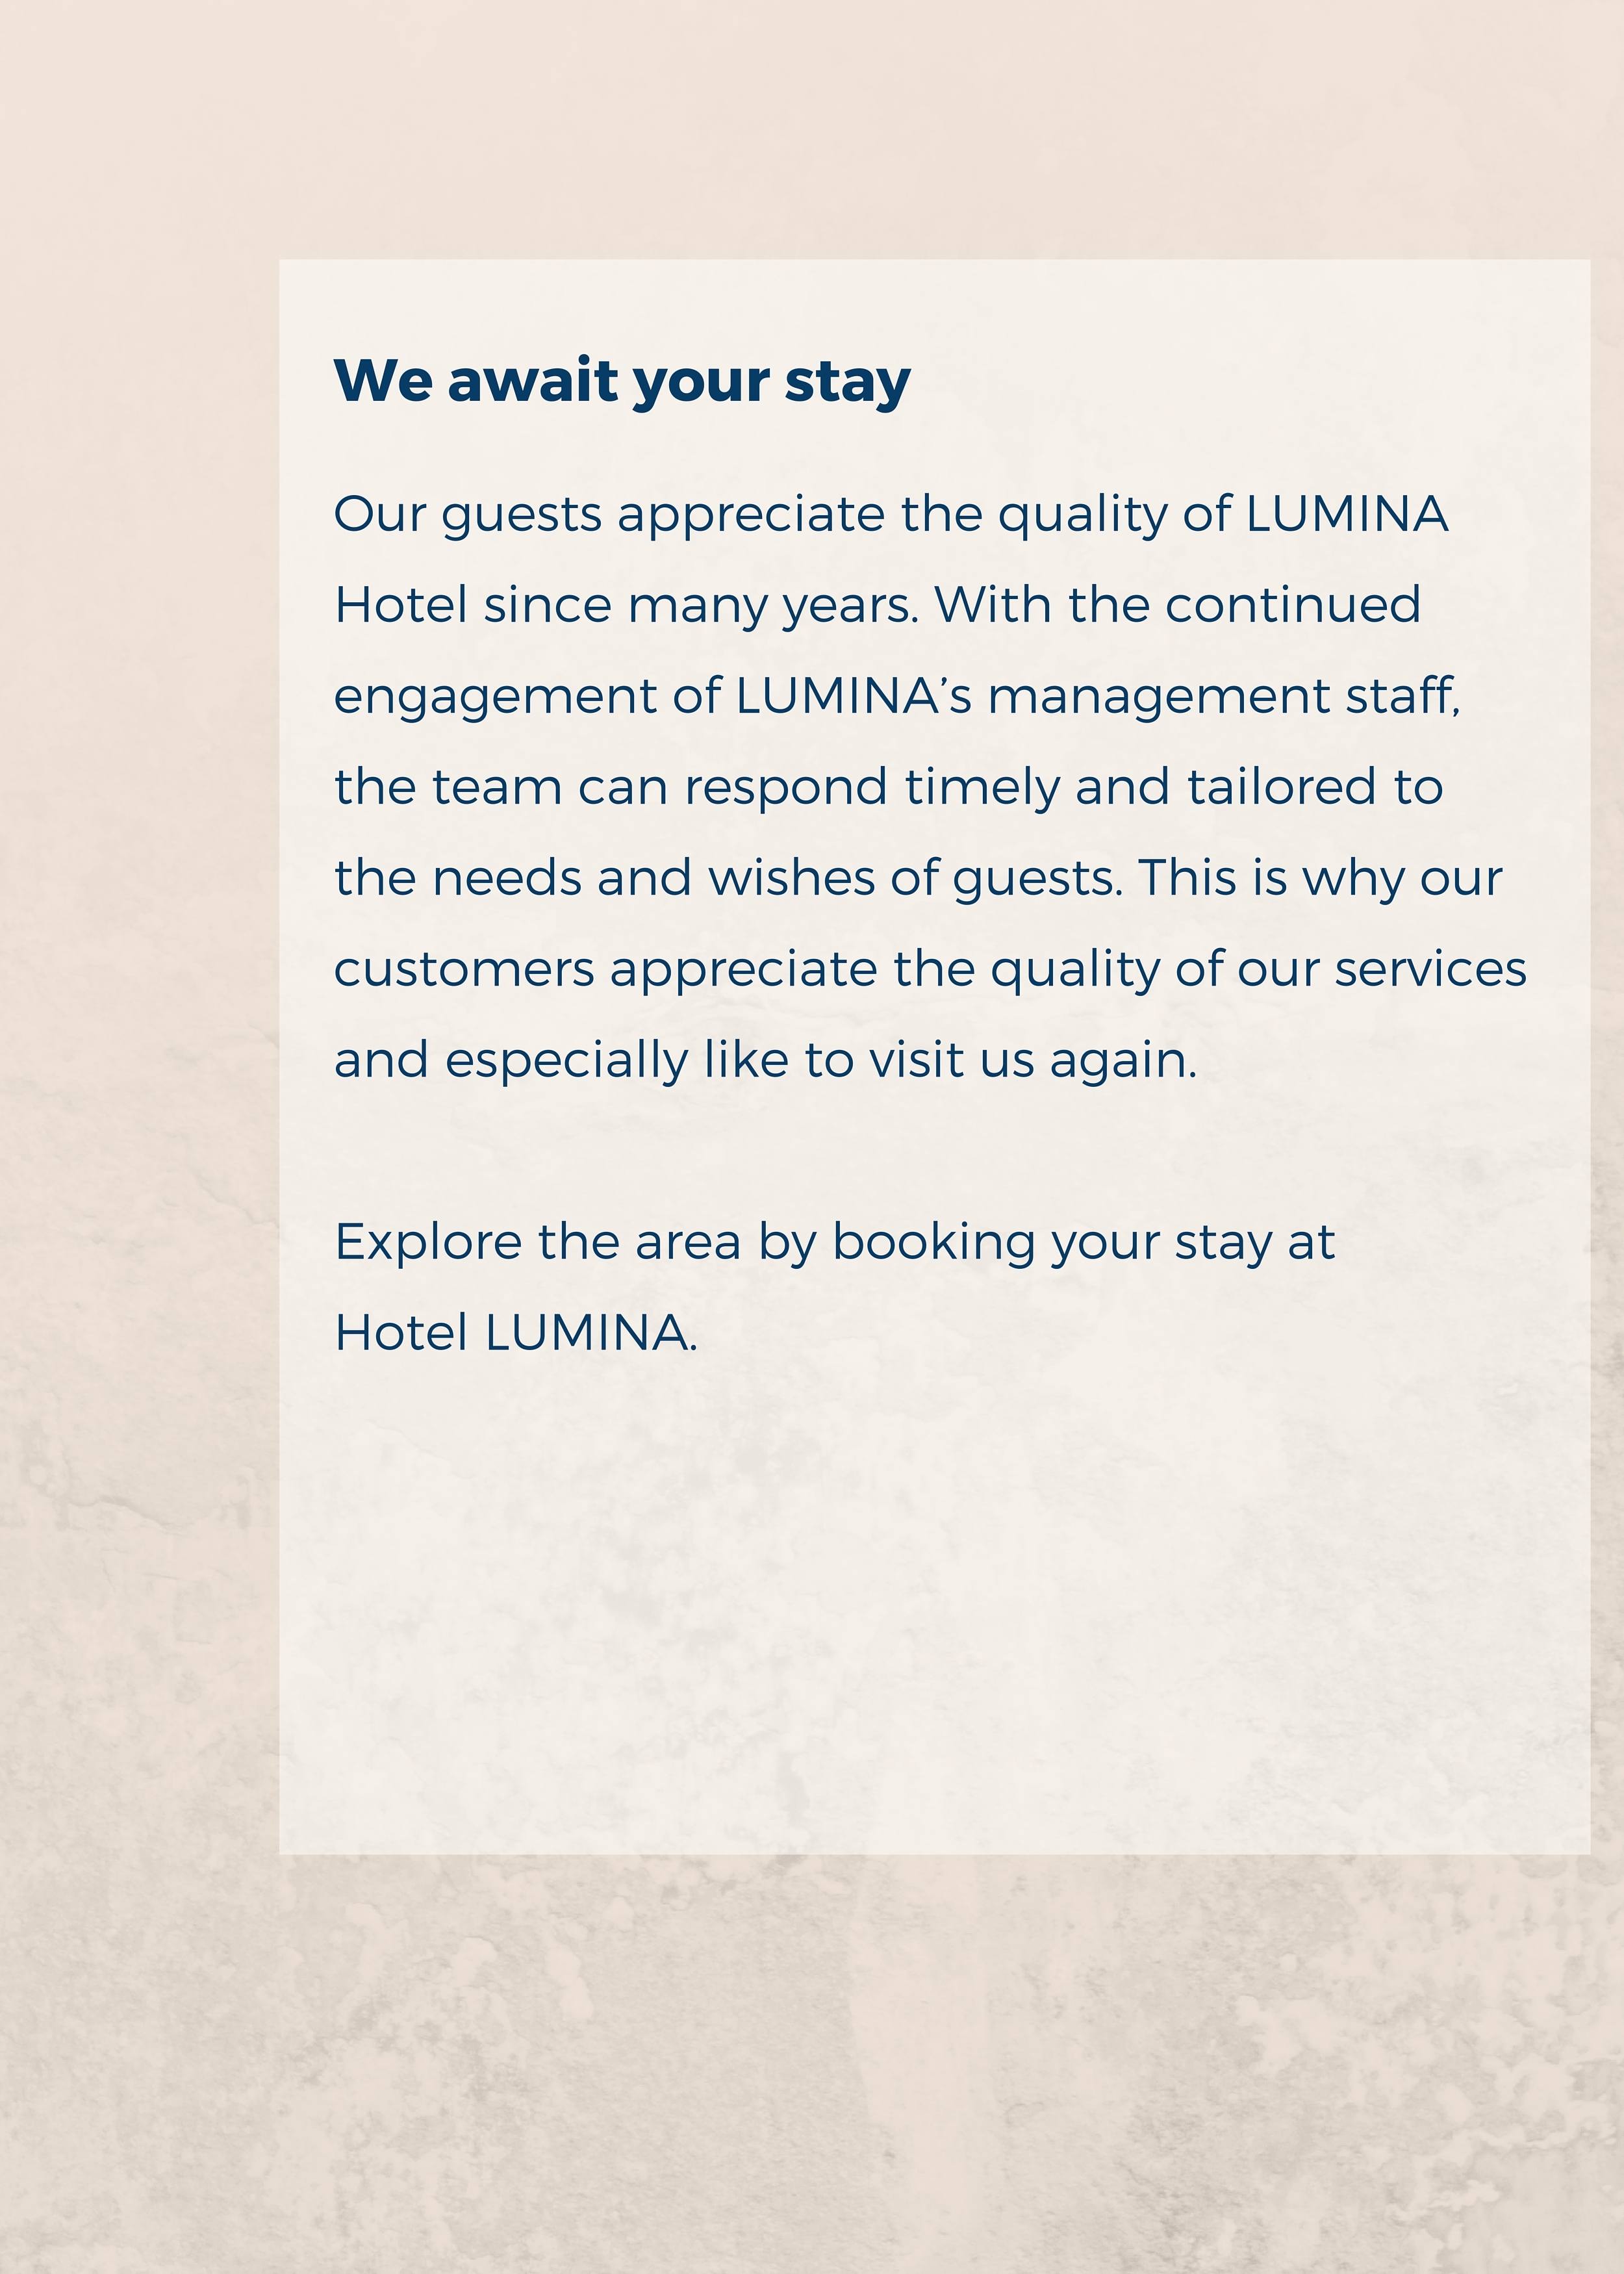 We await your stay
Our guests appreciate the quality of LUMINA
Hotel since many years. With the continued
engagement of LUMINA’s management staff,
the team can respond timely and tailored to
the needs and wishes of guests. This is why our
customers appreciate the quality of our services
and especially like to visit us again.
Explore the area by booking your stay at
Hotel LUMINA.